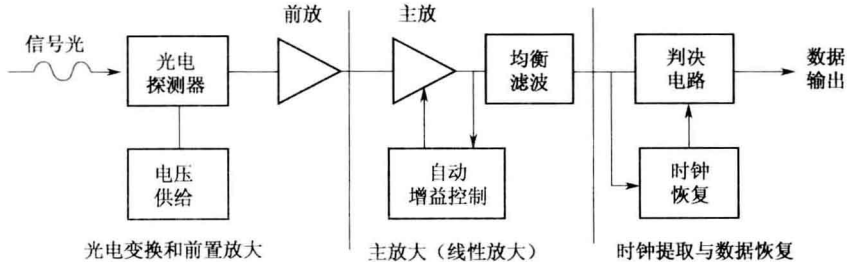 前放
主放
信号光
光电
探测器
均衡
滤波
判决
电路
数据
输出
电压
供给
自动
增益控制
时钟
恢复
光电变换和前置放大
主放大（线性放大）
时钟提取与数据恢复